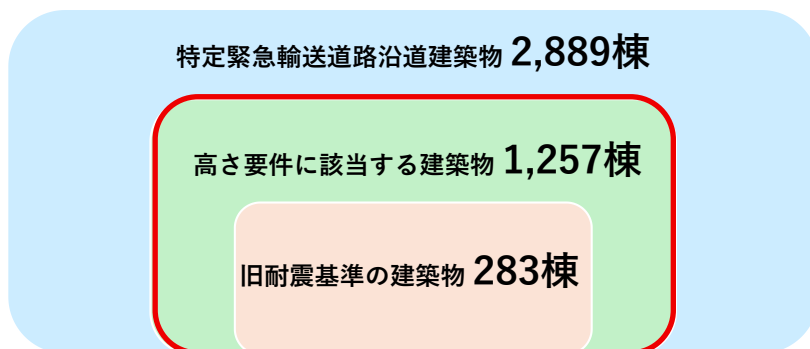 特定緊急輸送道路沿道建築物 2,889棟
高さ要件に該当する建築物 1,257棟
旧耐震基準の建築物 283棟